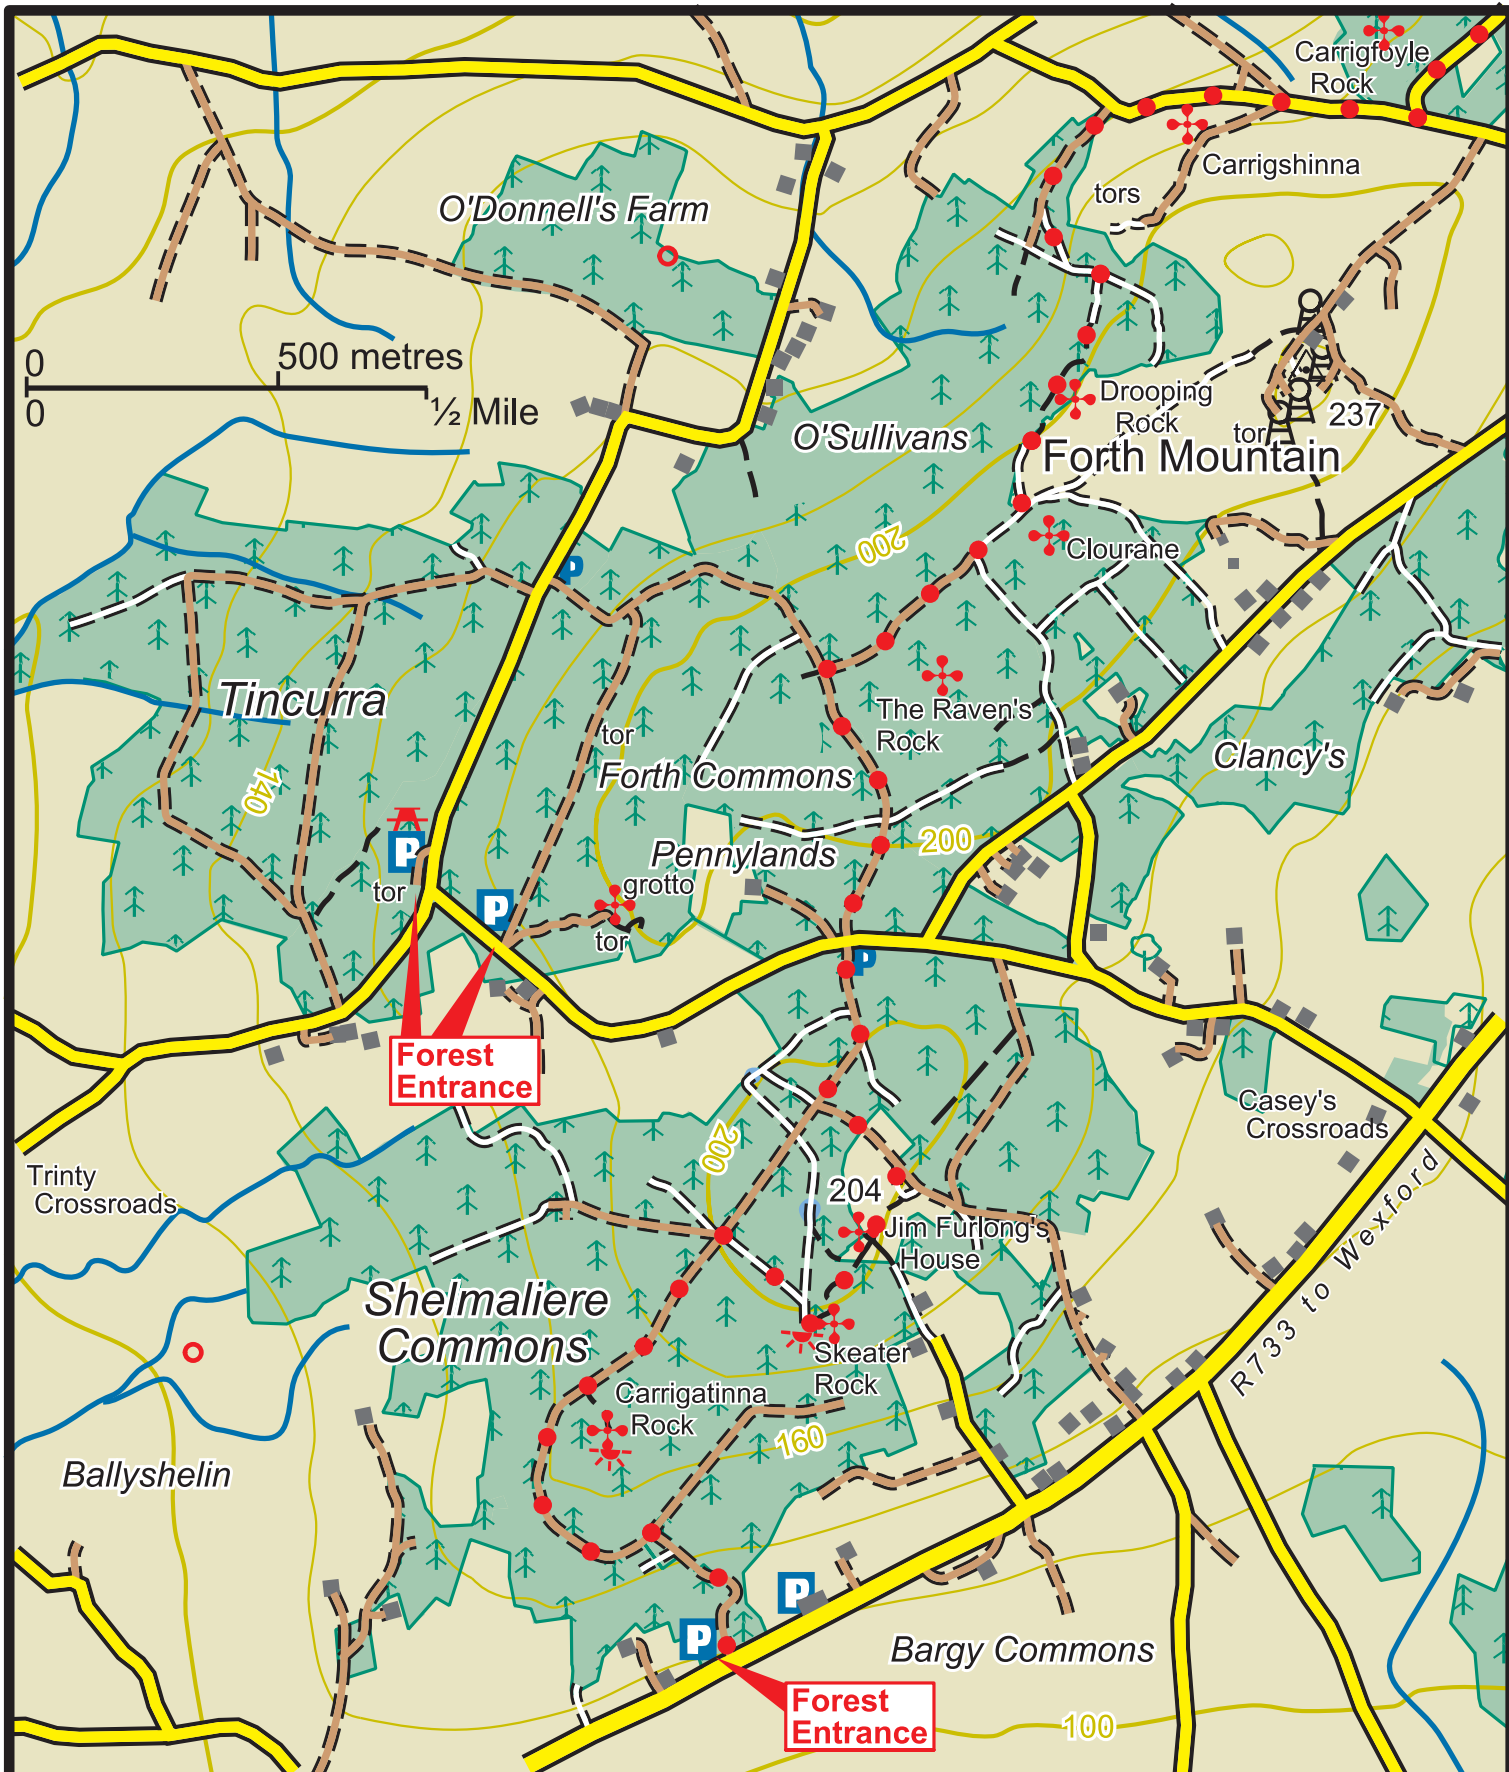 Carrigfoyle
Rock
Carrigshinna
tors
O'Donnell's Farm
0
500 metres
0
½ Mile
Drooping
Rock
237
tor
O'Sullivans
Forth Mountain
200
Clourane
P
Tincurra
The Raven's
Rock
tor
Clancy's
Forth Commons
140
200
Pennylands
P
tor
grotto
P
tor
P
Forest
Entrance
Casey's
Crossroads
200
Trinty
Crossroads
204
Jim Furlong's
House
R733 to Wexford
Shelmaliere
Commons
Skeater
Rock
Carrigatinna
Rock
160
Ballyshelin
P
P
Bargy Commons
Forest
Entrance
100